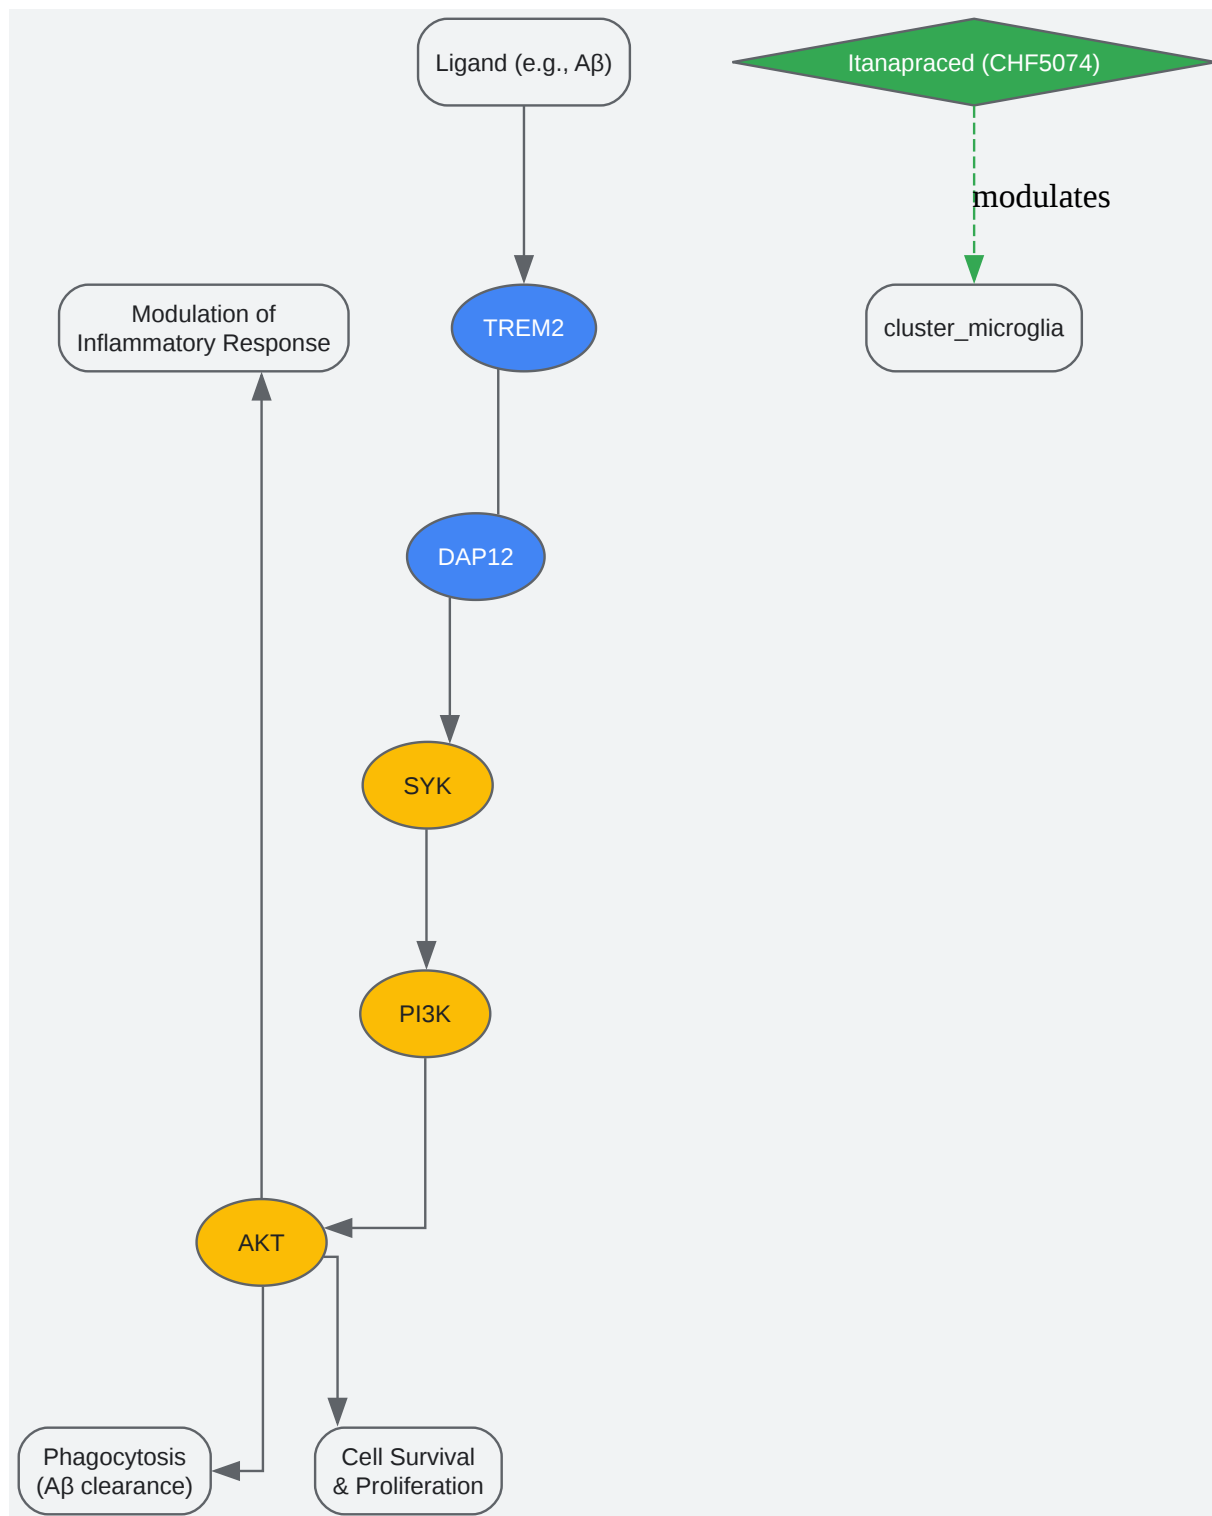 Ligand (e.g., Aβ)
Itanapraced (CHF5074)
modulates
Modulation of
Inflammatory Response
TREM2
cluster_microglia
DAP12
SYK
PI3K
AKT
Phagocytosis
(Aβ clearance)
Cell Survival
& Proliferation